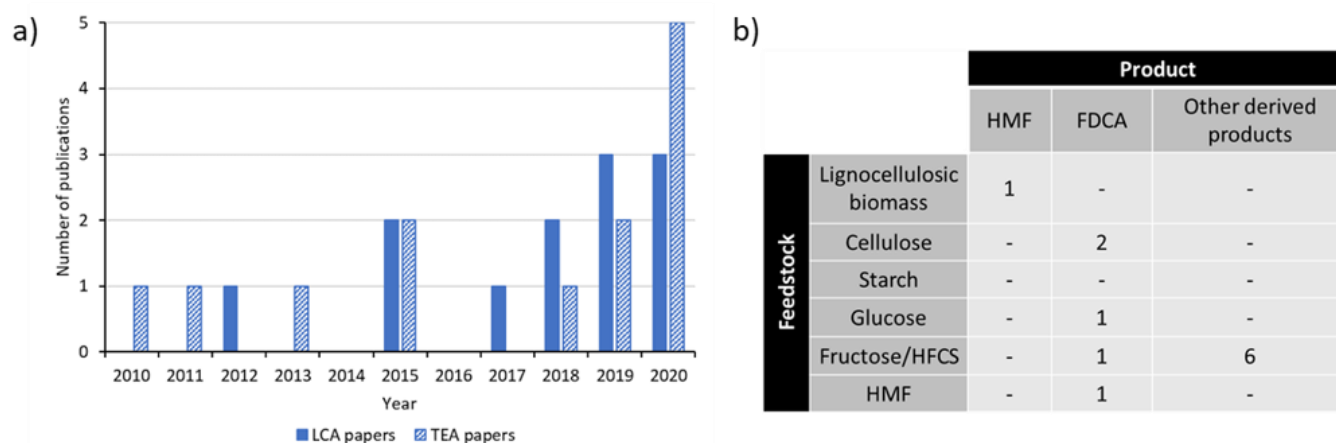 a)
Number of publications
5
4
3
2
1
0
2010 2011 2012 2013 2014 2015 2016 2017 2018 2019 2020
Year
LCA papers TEA papers
b)
Product
HMF FDCA Other derived
products
Feedstock
Lignocellulosic
biomass 1 - -
Cellulose - 2 -
Starch - - -
Glucose - 1 -
Fructose/HFCS - 1 6
HMF - 1 -